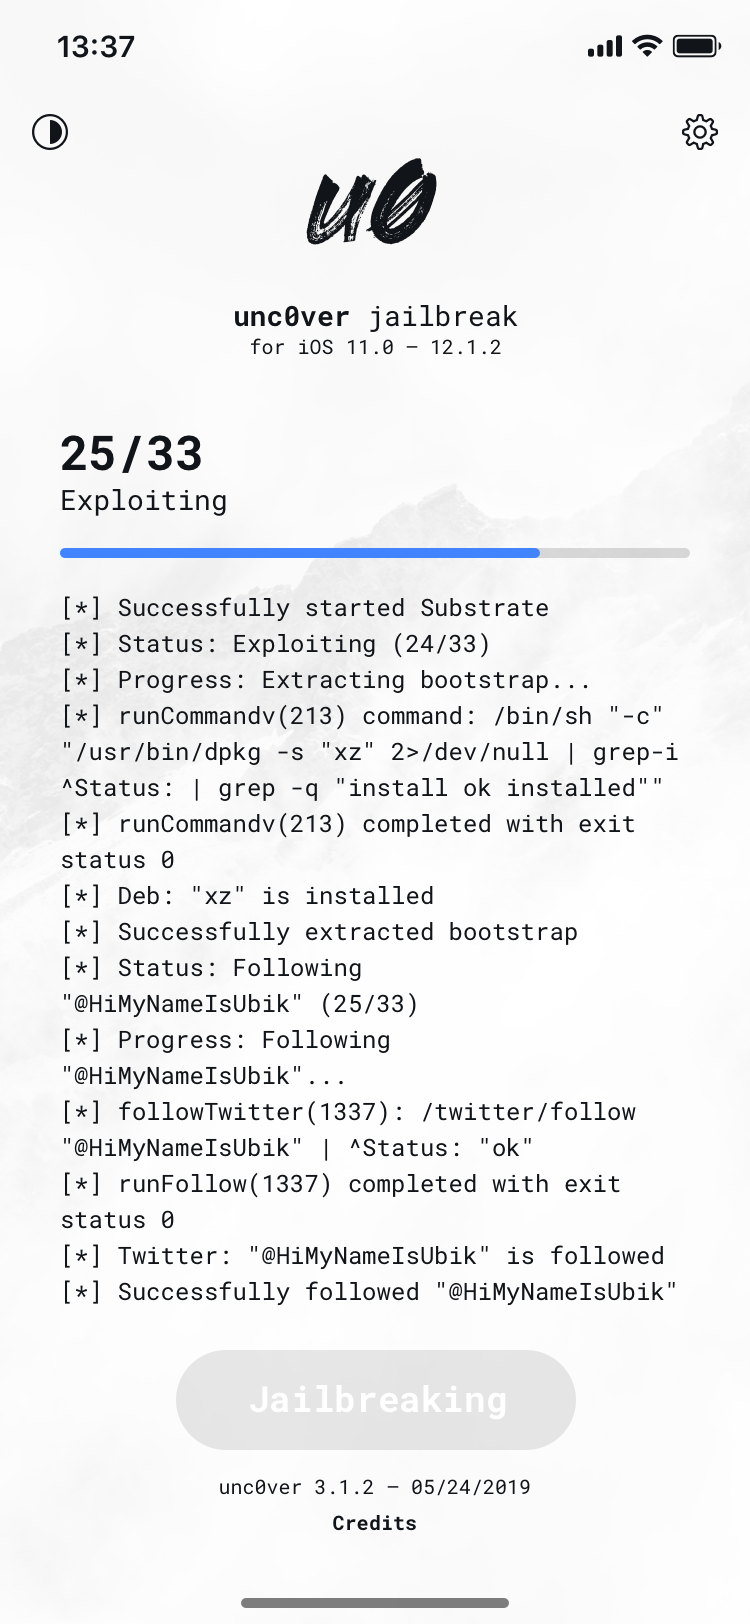 13:37
u0
unc0ver jailbreak
for iOS 11.0 – 12.1.2
25/33
Exploiting
[*] Successfully started Substrate
[*] Status: Exploiting (24/33)
[*] Progress: Extracting bootstrap...
[*] runCommandv(213) command: /bin/sh "-c"
"/usr/bin/dpkg -s "xz" 2>/dev/null | grep-i
^Status: | grep -q "install ok installed""
[*] runCommandv(213) completed with exit
status 0
[*] Deb: "xz" is installed
[*] Successfully extracted bootstrap
[*] Status: Following
"@HiMyNameIsUbik" (25/33)
[*] Progress: Following
"@HiMyNameIsUbik"...
[*] followTwitter(1337): /twitter/follow
"@HiMyNameIsUbik" | ^Status: "ok"
[*] runFollow(1337) completed with exit
status 0
[*] Twitter: "@HiMyNameIsUbik" is followed
[*] Successfully followed "@HiMyNameIsUbik"
Jailbreaking
unc0ver 3.1.2 – 05/24/2019
Credits